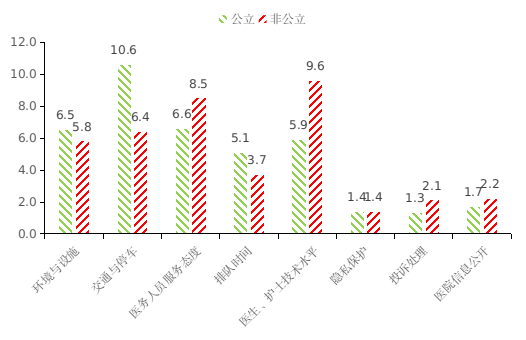 公立 非公立
12.0
10.0
8.0
6.0
4.0
2.0
0.0
6.5 5.8 10.6 6.4 6.6 8.5 5.1 3.7 5.9 9.6 1.4 1.4 1.3 2.1 1.7 2.2
环境与设施
交通与停车
医务人员服务态度
排队时间
医生、护士技术水平
隐私保护
投诉处理
医院信息公开